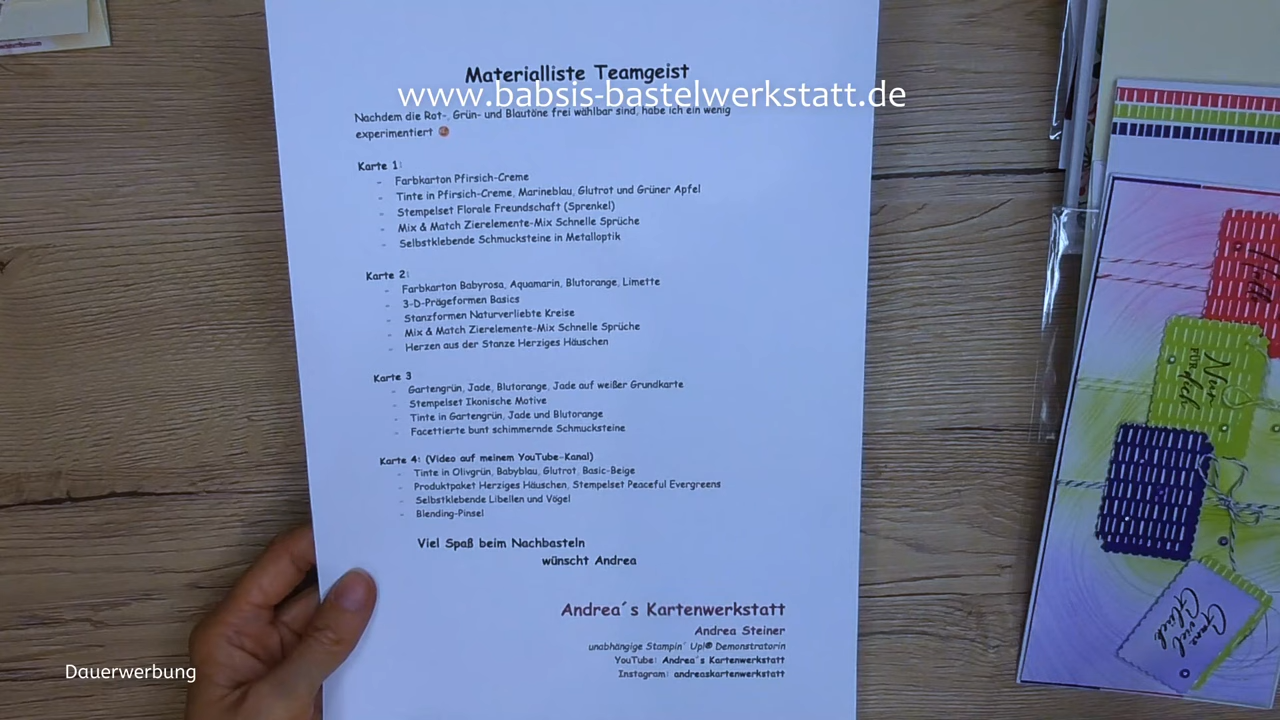 Materialliste Teamgeist
www.babsis-bastelwerkstatt.de
Nachdem die Rot-, Grün- und Blautöne frei wählbar sind, habe ich ein wenig
experimentiert
Karte 1:
- Farbkarton Pfirsich-Creme
- Tinte in Pfirsich-Creme, Marineblau, Glutrot und Grüner Apfel
- Stempelset Florale Freundschaft (Sprenkel)
- Mix & Match Zierelemente-Mix Schnelle Sprüche
- Selbstklebende Schmucksteine in Metalloptik
Karte 2:
- Farbkarton Babyrosa, Aquamarin, Blutorange, Limette
- 3-D-Prägeformen Basics
- Stanzformen Naturverliebte Kreise
- Mix & Match Zierelemente-Mix Schnelle Sprüche
- Herzen aus der Stanze Herziges Häuschen
Karte 3
- Gartengrün, Jade, Blutorange, Jade auf weißer Grundkarte
- Stempelset Ikonische Motive
- Tinte in Gartengrün, Jade und Blutorange
- Facettierte bunt schimmernde Schmucksteine
Karte 4: (Video auf meinem YouTube-Kanal)
- Tinte in Olivgrün, Babyblau, Glutrot, Basic-Beige
- Produktpaket Herziges Häuschen, Stempelset Peaceful Evergreens
- Selbstklebende Libellen und Vögel
- Blending-Pinsel
Viel Spaß beim Nachbasteln
wünscht Andrea
Andrea´s Kartenwerkstatt
Andrea Steiner
unabhängige Stampin´ Up!® Demonstratorin
YouTube: Andrea´s Kartenwerkstatt
Instagram: andreaskartenwerkstatt
Nur
FÜR
dich
Ganz
viel
Glück
Dauerwerbung